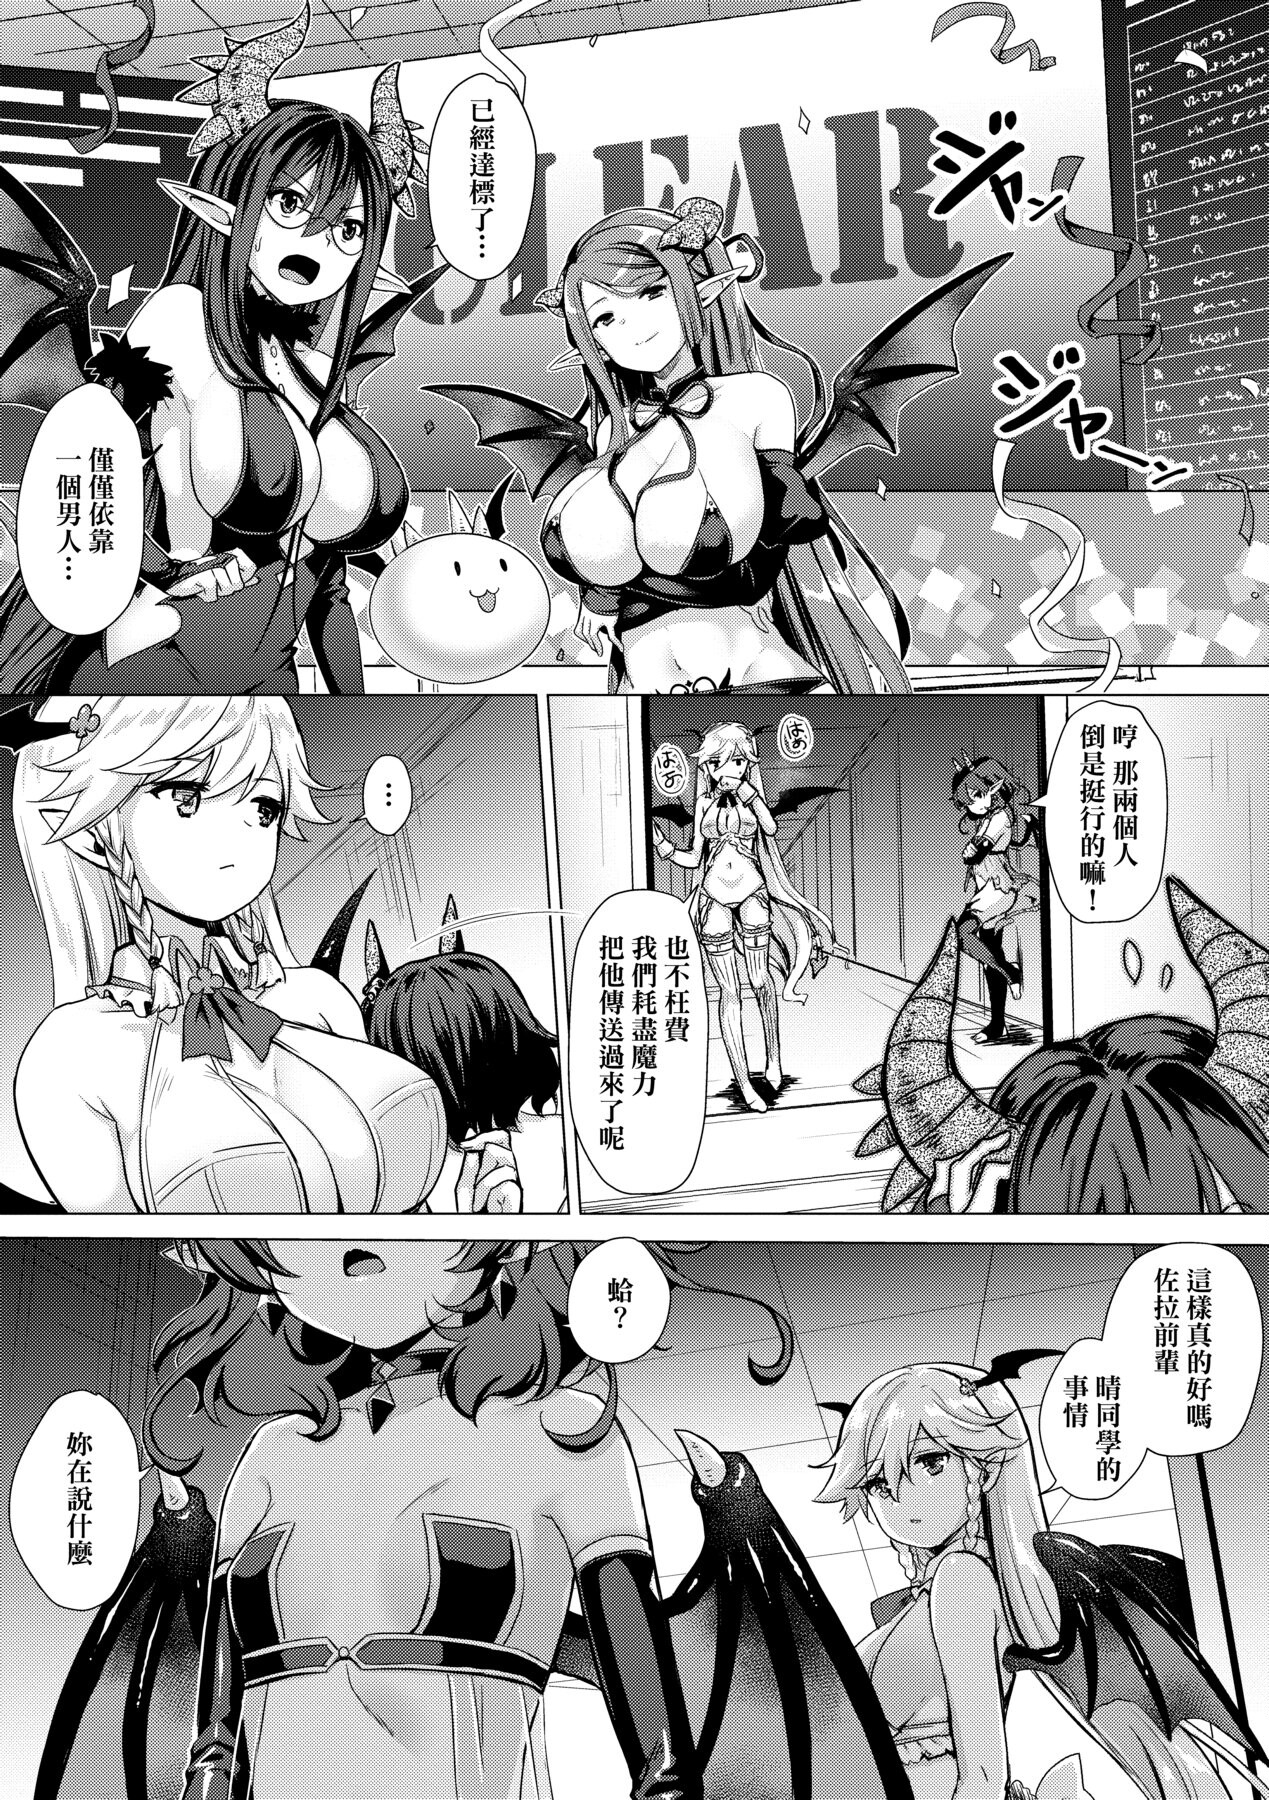 CLEAR
ジャン
ジャーン
已經達標了…
僅僅依靠
一個男人…
哼 那兩個人
倒是挺行的嘛！
はぁ
はぁ
也不枉費
我們耗盡魔力
把他傳送過來了呢
…
這樣真的好嗎
佐拉前輩
晴同學的
事情
蛤？
妳在說什麼